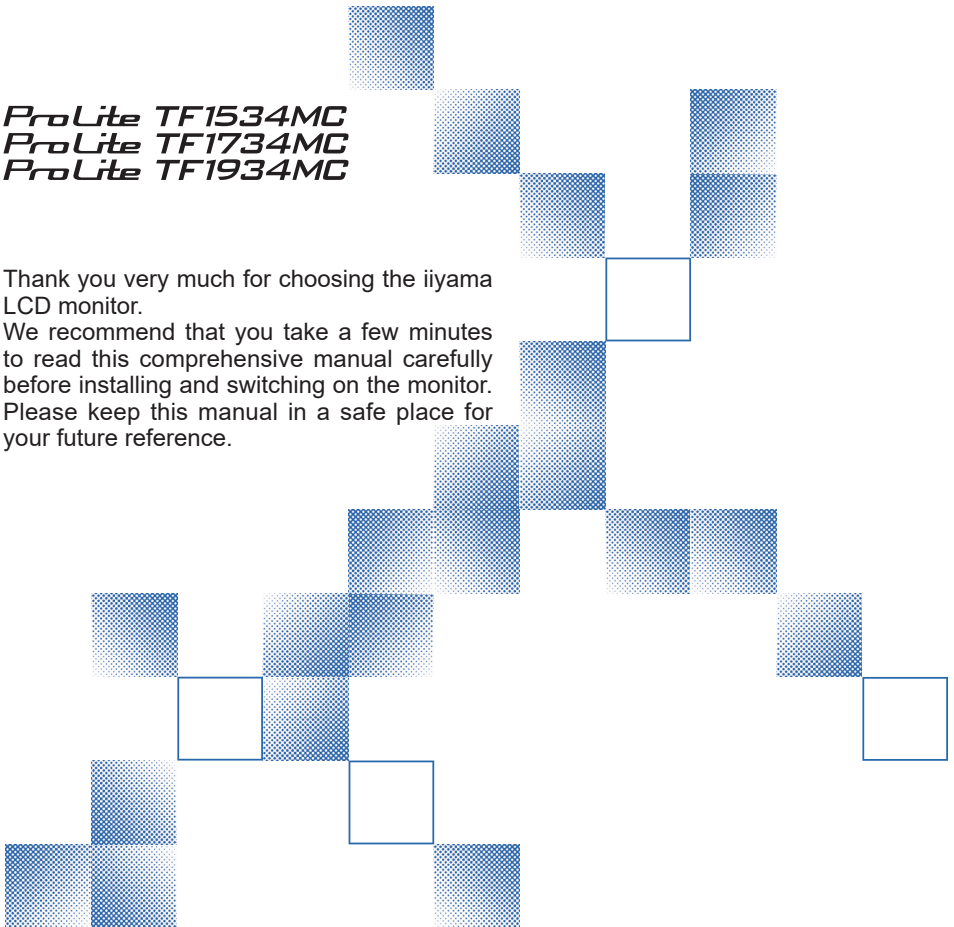 ProLite TF1534MC
ProLite TF1734MC
ProLite TF1934MC
Thank you very much for choosing the iiyama
LCD monitor.
We recommend that you take a few minutes
to read this comprehensive manual carefully
before installing and switching on the monitor.
Please keep this manual in a safe place for
your future reference.